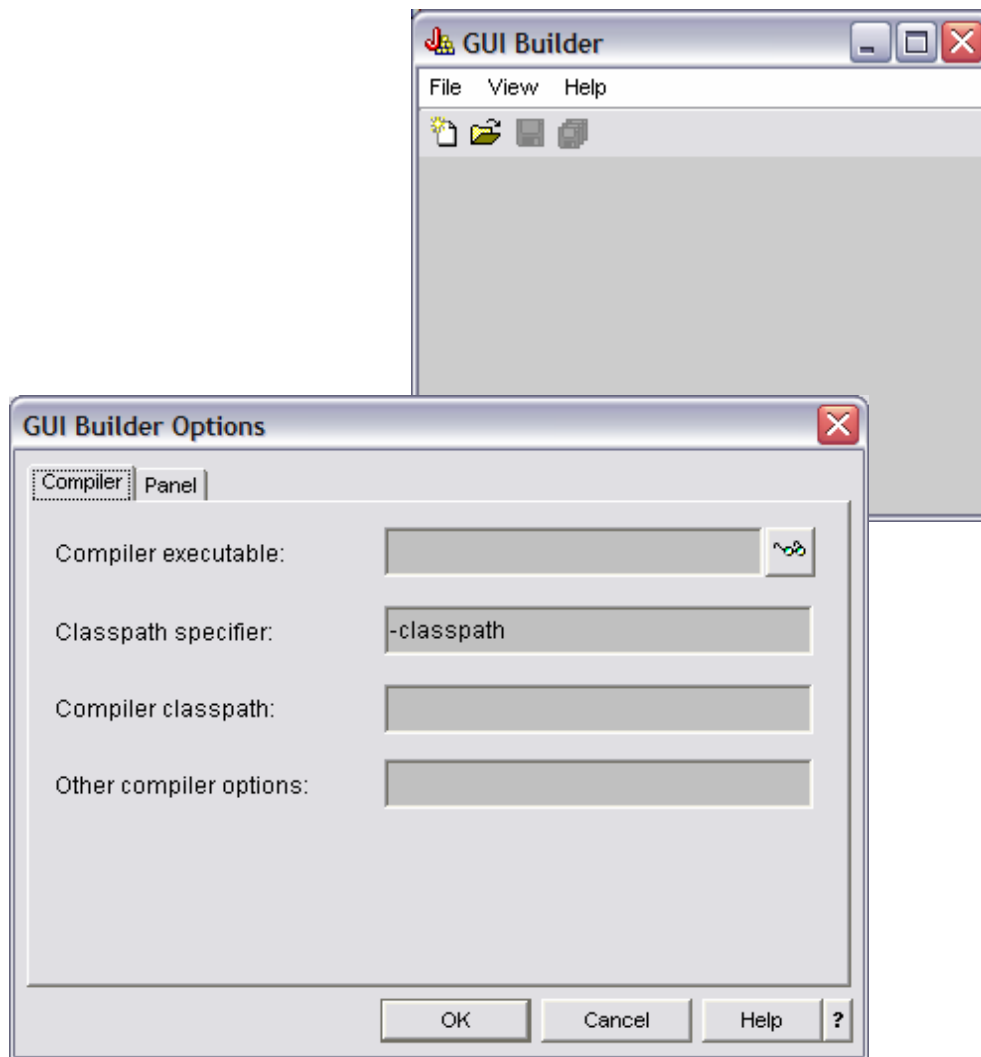 GUI Builder
File View Help
GUI Builder Options
Compiler Panel
Compiler executable:
Classpath specifier: -classpath
Compiler classpath:
Other compiler options:
OK Cancel Help ?